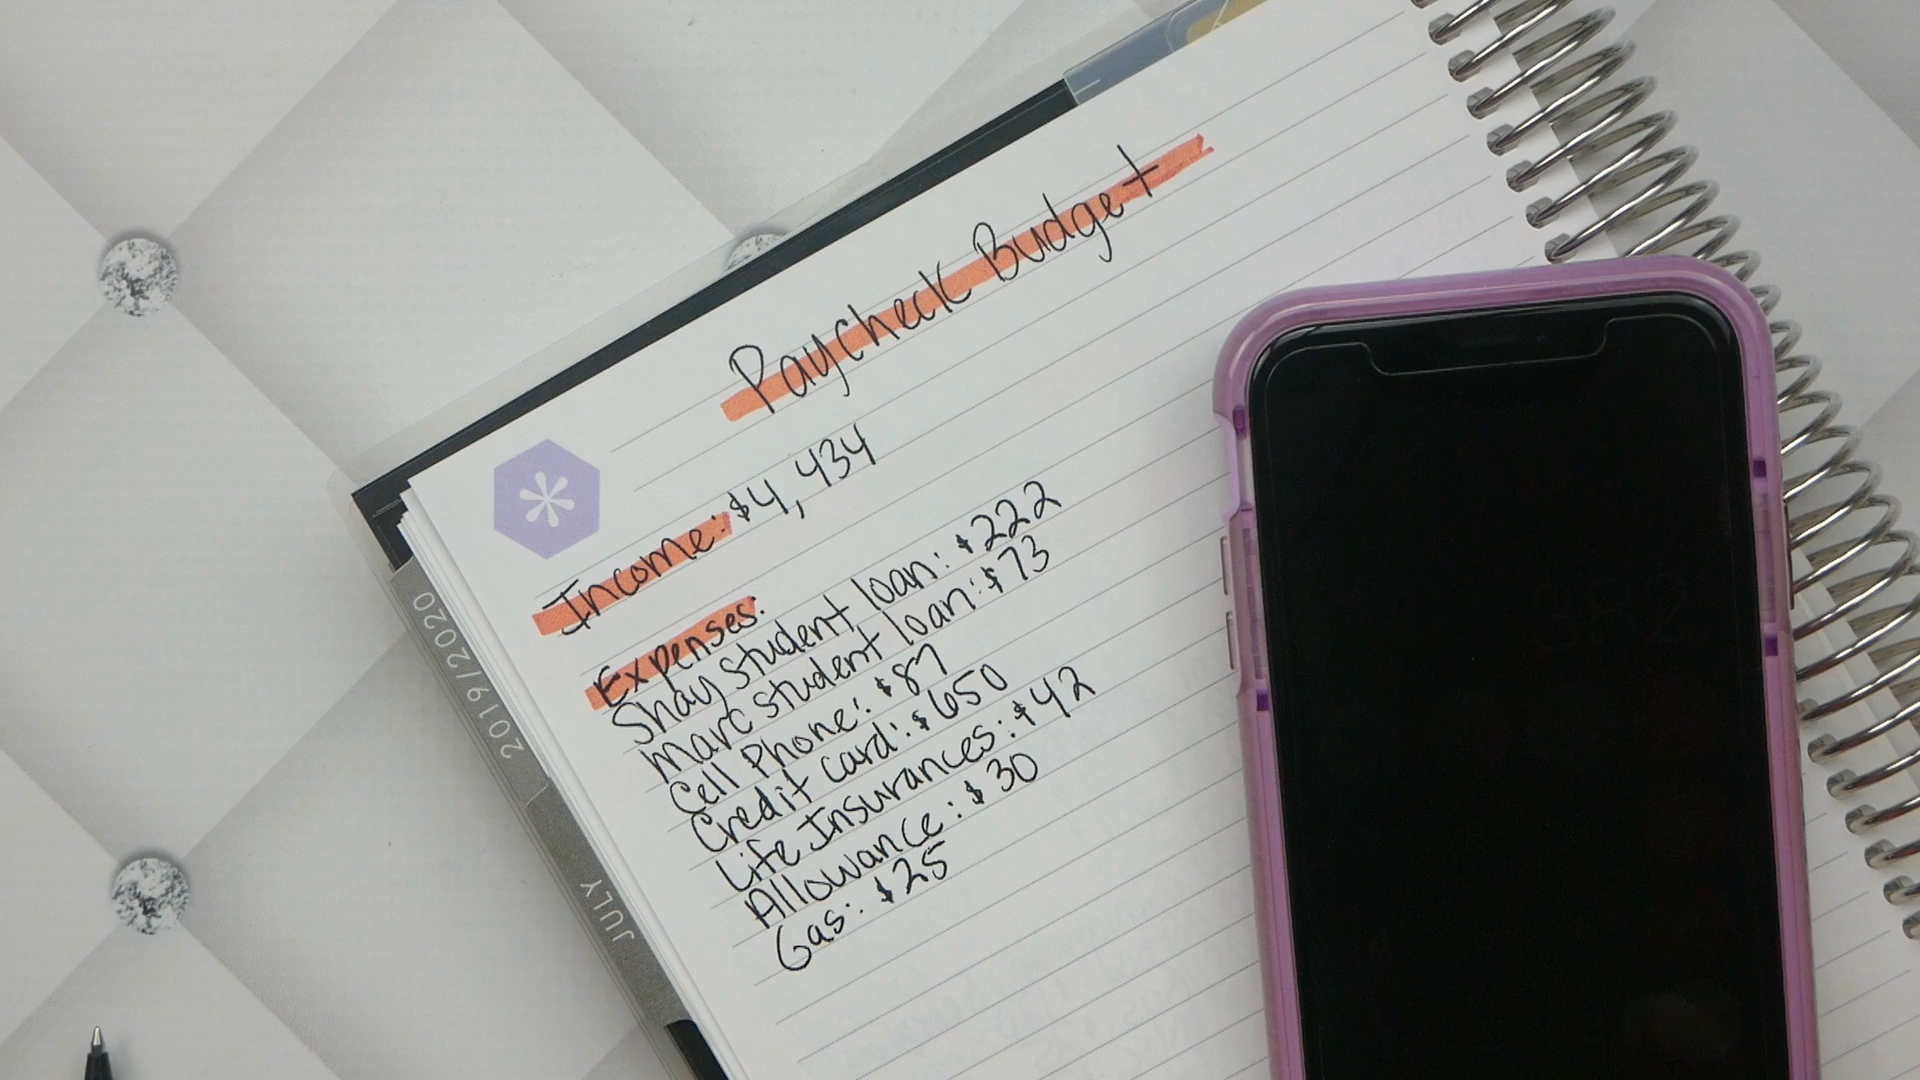 Paycheck Budget
Income: $4,434
Expenses:
Shay Student loan: $222
Marc Student loan: $73
Cell Phone: $87
Credit card: $650
Life Insurances: $42
Allowance: $30
Gas: $25
2019/2020
JULY
382